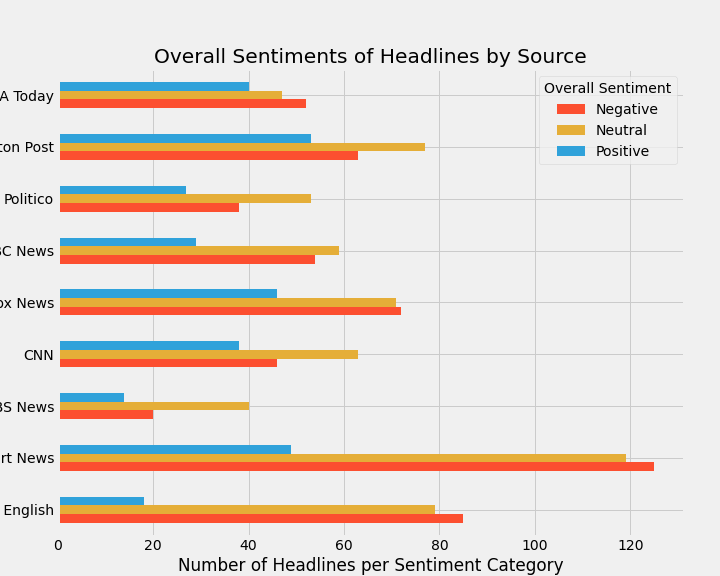 Overall Sentiments of Headlines by Source
Overall Sentiment
Negative
Neutral
Positive
A Today
ton Post
Politico
C News
ox News
CNN
S News
rt News
English
0 20 40 60 80 100 120
Number of Headlines per Sentiment Category